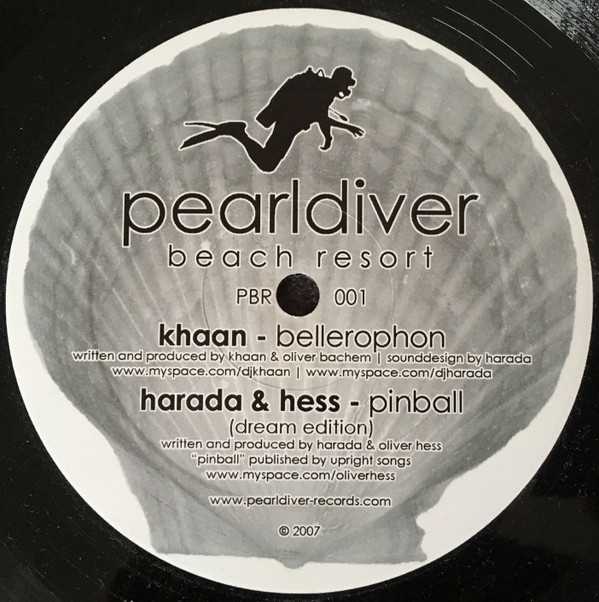 pearldiver
beach resort
PBR 001
khaan - bellerophon
written and produced by khaan & oliver bachem | sounddesign by harada
www.myspace.com/djkhaan | www.myspace.com/djharada
harada & hess - pinball
(dream edition)
written and produced by harada & oliver hess
"pinball" published by upright songs
www.myspace.com/oliverhess
www.pearldiver-records.com
© 2007